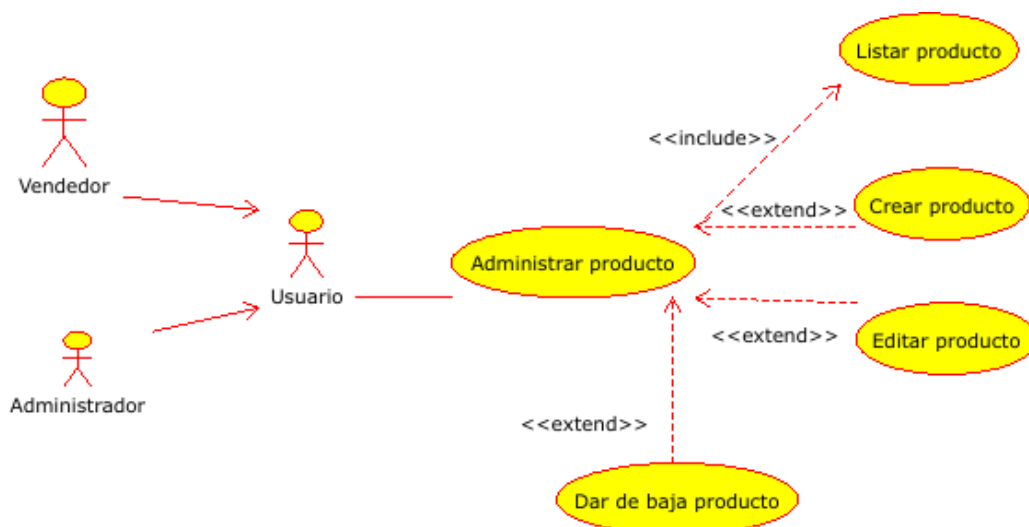 Listar producto
<<include>>
Vendedor
<<extend>>
Crear producto
Administrar producto
Usuario
<<extend>>
Editar producto
Administrador
<<extend>>
Dar de baja producto